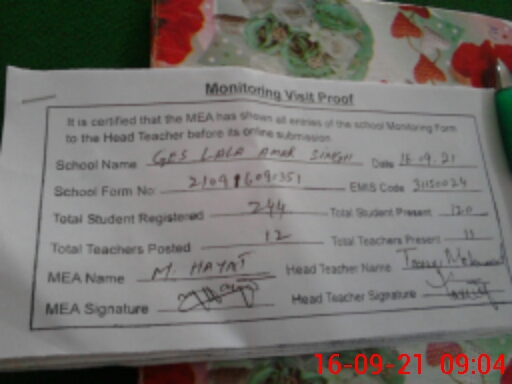 Monitoring Visit Proof
It is certified that the MEA has shown all entries of the school Monitoring Form
to the Head Teacher before its online submission
School Name GES LALA AMAR SINGH Date 16.09.21
School Form No. EMIS Code 31150024
Total Student Registered 244 Total Student Present 120
Total Teachers Posted 12 Total Teachers Present 11
MEA Name M. HAYAT Head Teacher Name
MEA Signature Head Teacher Signature
16-09-21 09:04